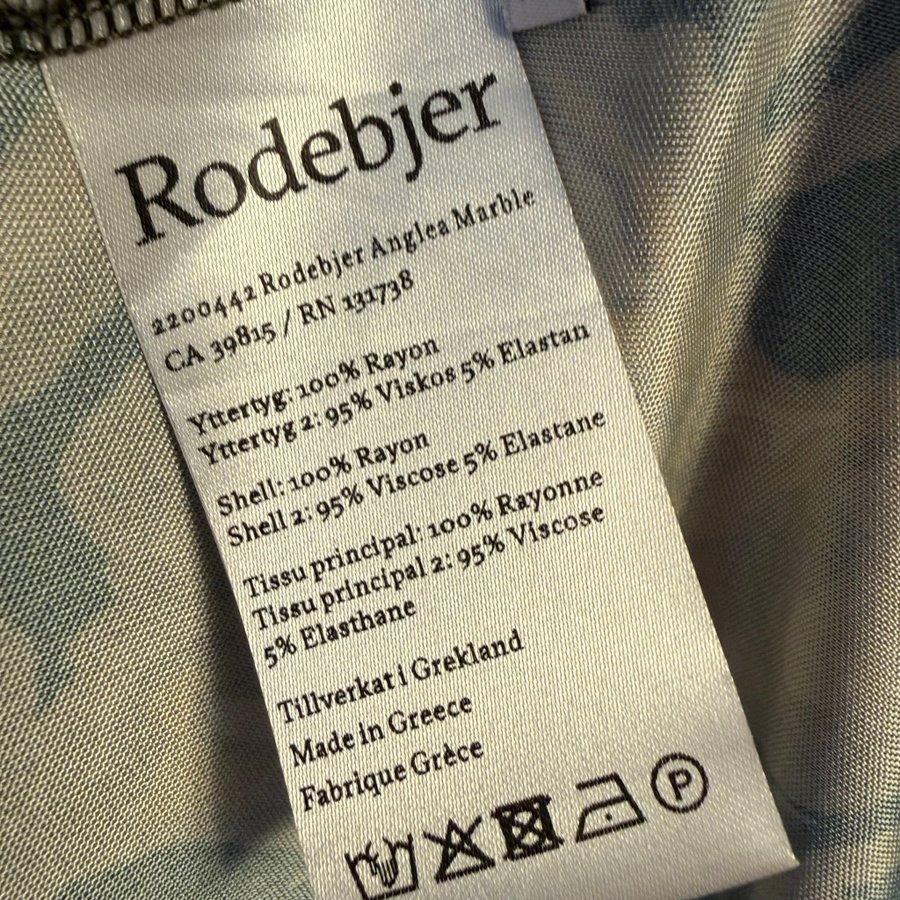 Rodebjer
2200442 Rodebjer Anglea Marble
CA 39815 / RN 131738
Yttertyg: 100% Rayon
Yttertyg 2: 95% Viskos 5% Elastan
Shell: 100% Rayon
Shell 2: 95% Viscose 5% Elastane
Tissu principal: 100% Rayonne
Tissu principal 2: 95% Viscose
5% Elasthane
Tillverkat i Grekland
Made in Greece
Fabrique Grèce
P